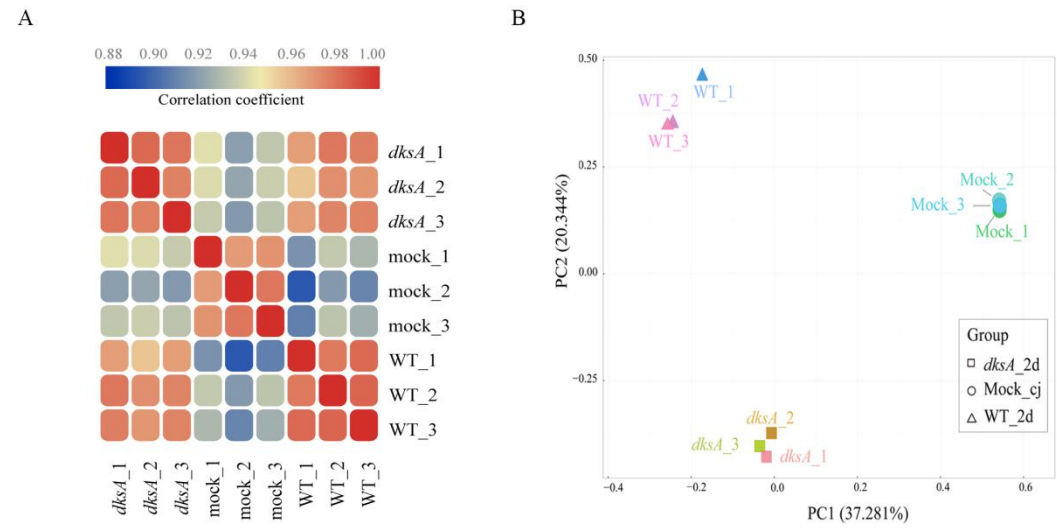 A
0.88 0.90 0.92 0.94 0.96 0.98 1.00
Correlation coefficient
dksA_1
dksA_2
dksA_3
mock_1
mock_2
mock_3
WT_1
WT_2
WT_3
dksA_1
dksA_2
dksA_3
mock_1
mock_2
mock_3
WT_1
WT_2
WT_3
B
0.50
0.25
0.00
−0.25
PC2 (20.344%)
WT_1
WT_2
WT_3
Mock_2
Mock_3
Mock_1
dksA_2
dksA_3
dksA_1
Group
dksA_2d
Mock_cj
WT_2d
−0.4 −0.2 0.0 0.2 0.4 0.6
PC1 (37.281%)